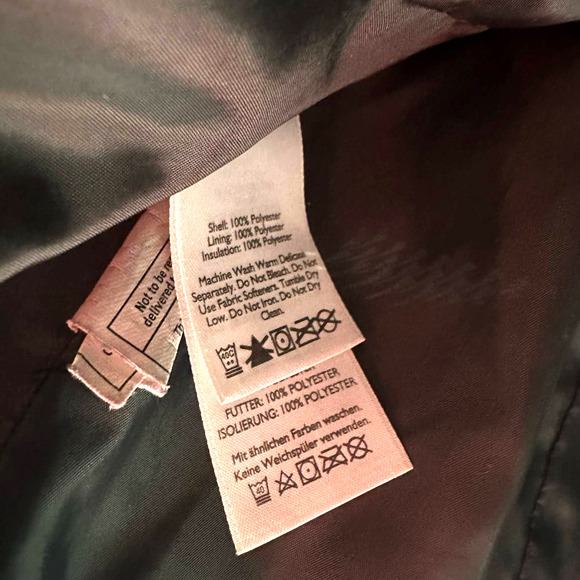 Shell: 100% Polyester
Lining: 100% Polyester
Insulation: 100% Polyester
Machine Wash Warm Delicate
Separately. Do Not Bleach. Do Not
Use Fabric Softeners. Tumble Dry
Low. Do Not Iron. Do Not Dry
Clean.
40C
FUTTER: 100% POLYESTER
ISOLIERUNG: 100% POLYESTER
Mit ähnlichen Farben waschen.
Keine Weichspüler verwenden.
40
Not to be
delivered